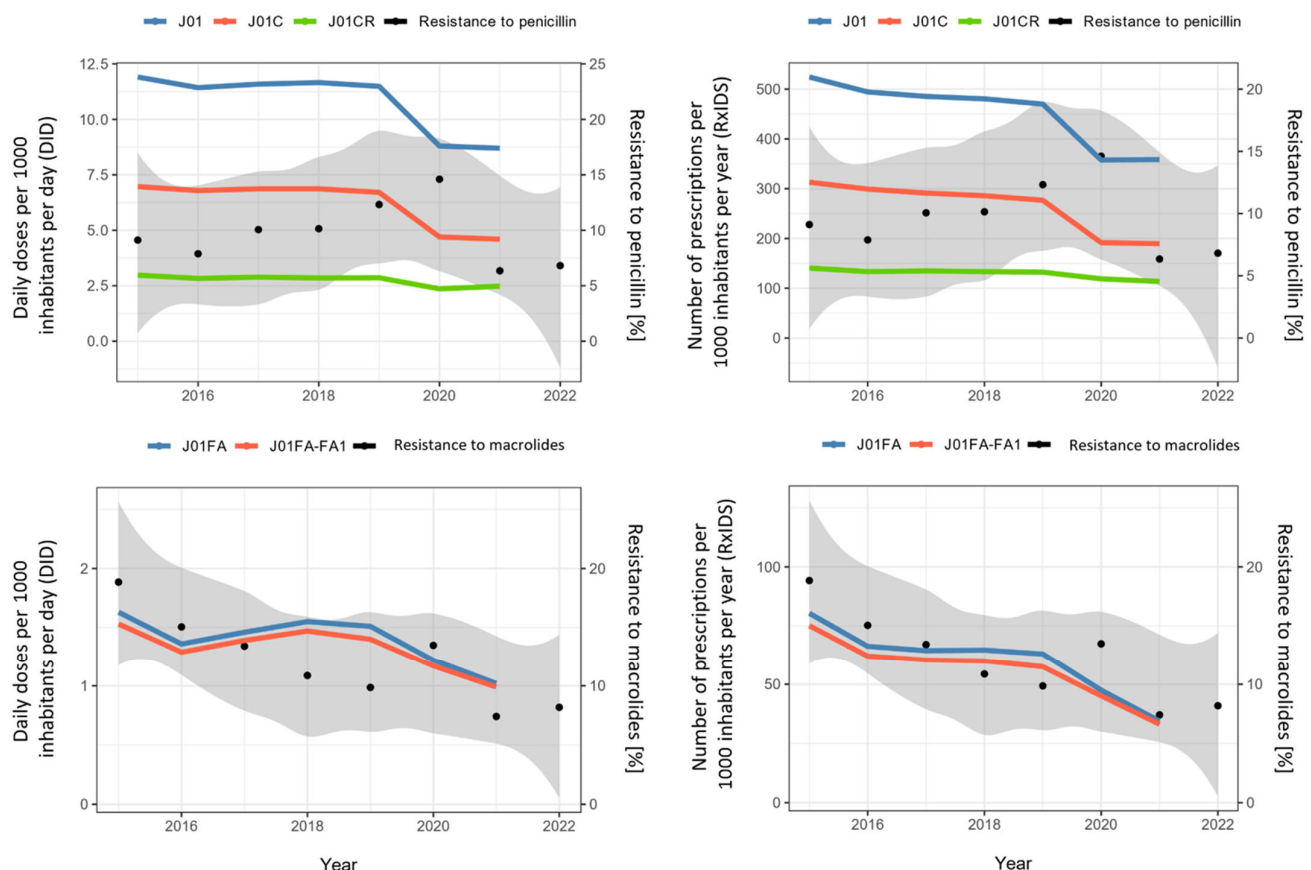 J01 J01C J01CR Resistance to penicillin
Daily doses per 1000
inhabitants per day (DID)
12.5
10.0
7.5
5.0
2.5
0.0
25
20
15
10
5
0
Resistance to penicillin [%]
2016 2018 2020 2022
J01 J01C J01CR Resistance to penicillin
Number of prescriptions per
1000 inhabitants per year (RxIDS)
500
400
300
200
100
0
20
15
10
5
0
Resistance to penicillin [%]
2016 2018 2020 2022
J01FA J01FA-FA1 Resistance to macrolides
Daily doses per 1000
inhabitants per day (DID)
2
1
0
20
10
0
Resistance to macrolides [%]
2016 2018 2020 2022
Year
J01FA J01FA-FA1 Resistance to macrolides
Number of prescriptions per
1000 inhabitants per year (RxIDS)
100
50
0
20
10
0
Resistance to macrolides [%]
2016 2018 2020 2022
Year